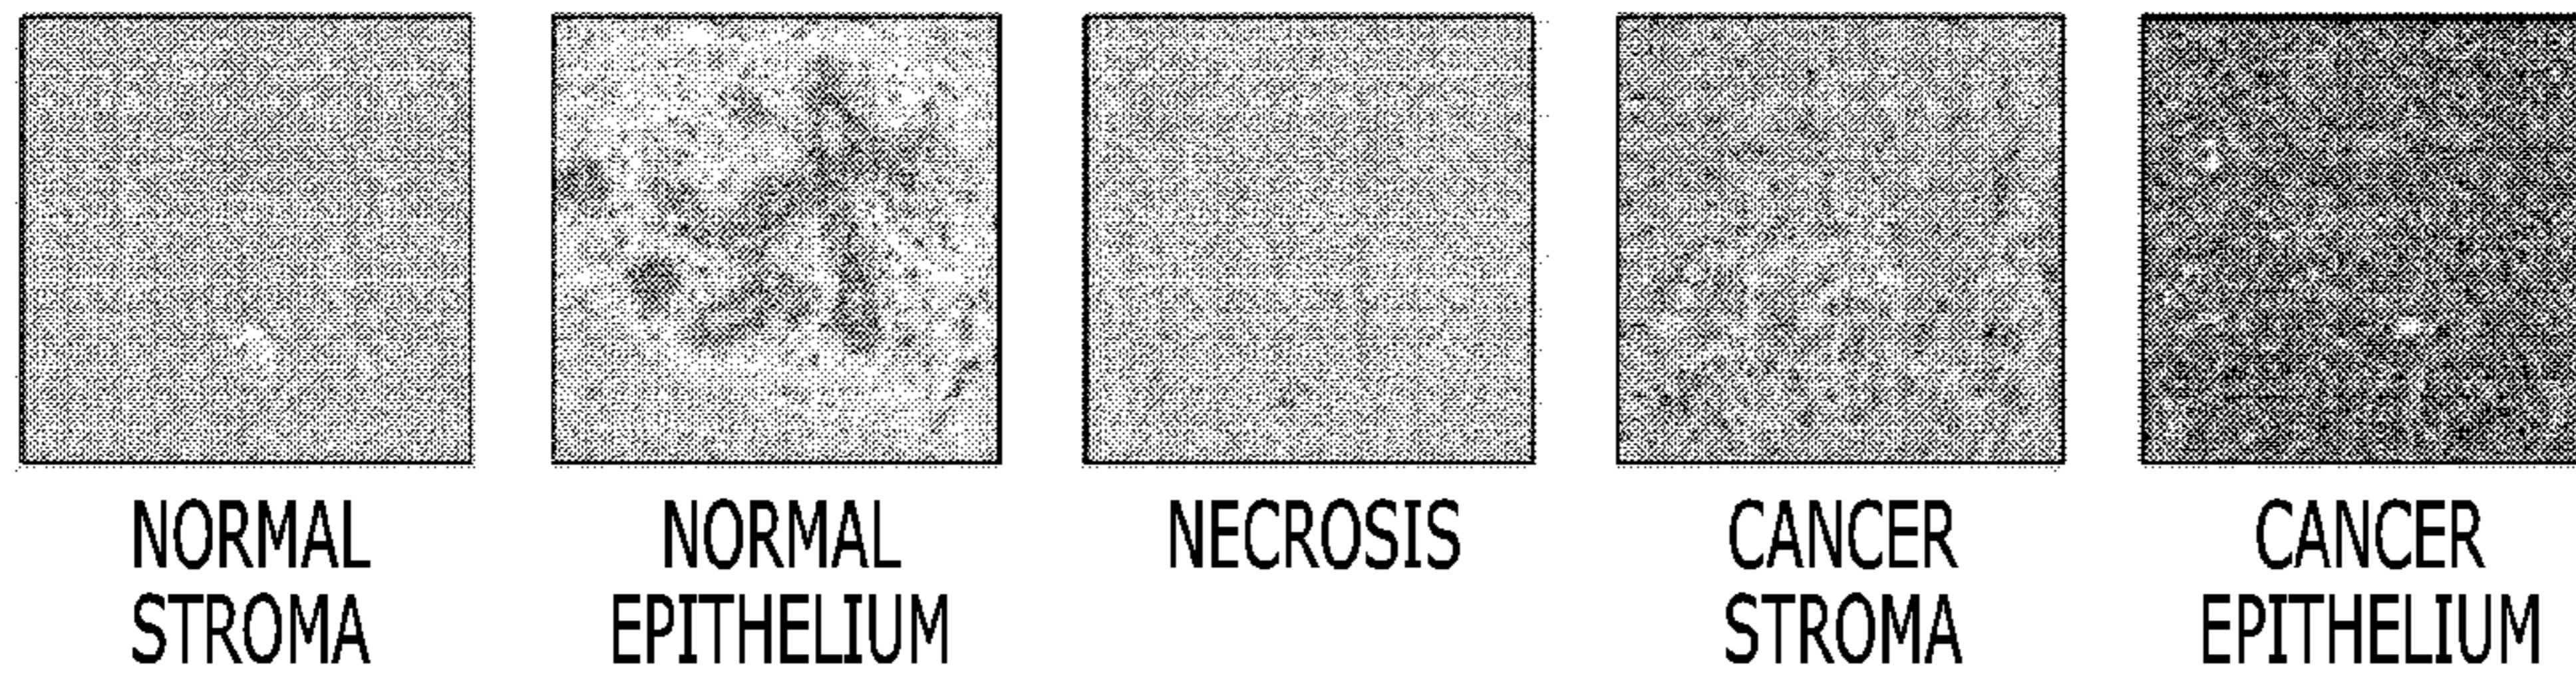 NORMAL
STROMA
NORMAL
EPITHELIUM
NECROSIS
CANCER
STROMA
CANCER
EPITHELIUM